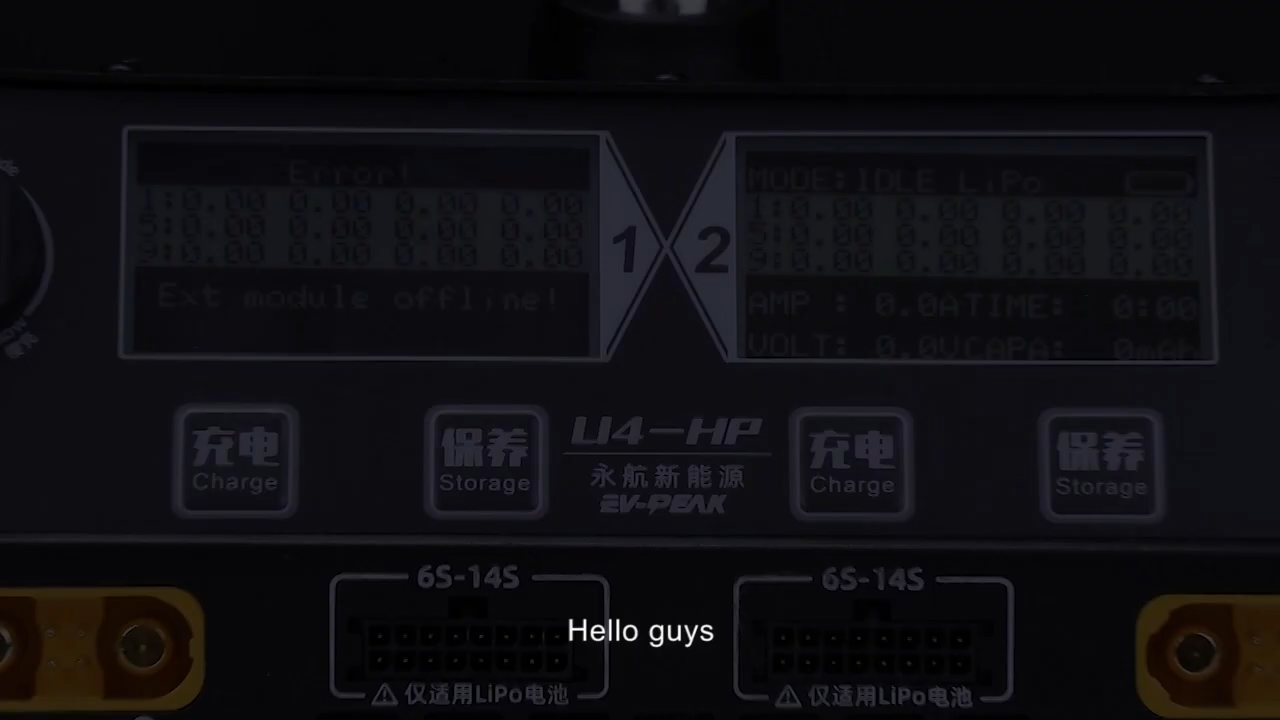 Error!
1:0.00 0.00 0.00 0.00
5:0.00 0.00 0.00 0.00
9:0.00 0.00 0.00 0.00
Ext module offline!
1
2
MODE:IDLE LiPo
1:0.00 0.00 0.00 0.00
5:0.00 0.00 0.00 0.00
9:0.00 0.00 0.00 0.00
AMP : 0.0ATIME: 0:00
VOLT: 0.0VCAPA: 0mAh
充电
Charge
保养
Storage
U4-HP
永航新能源
EV-PEAK
充电
Charge
保养
Storage
6S-14S
仅适用LiPo电池
6S-14S
仅适用LiPo电池
Hello guys